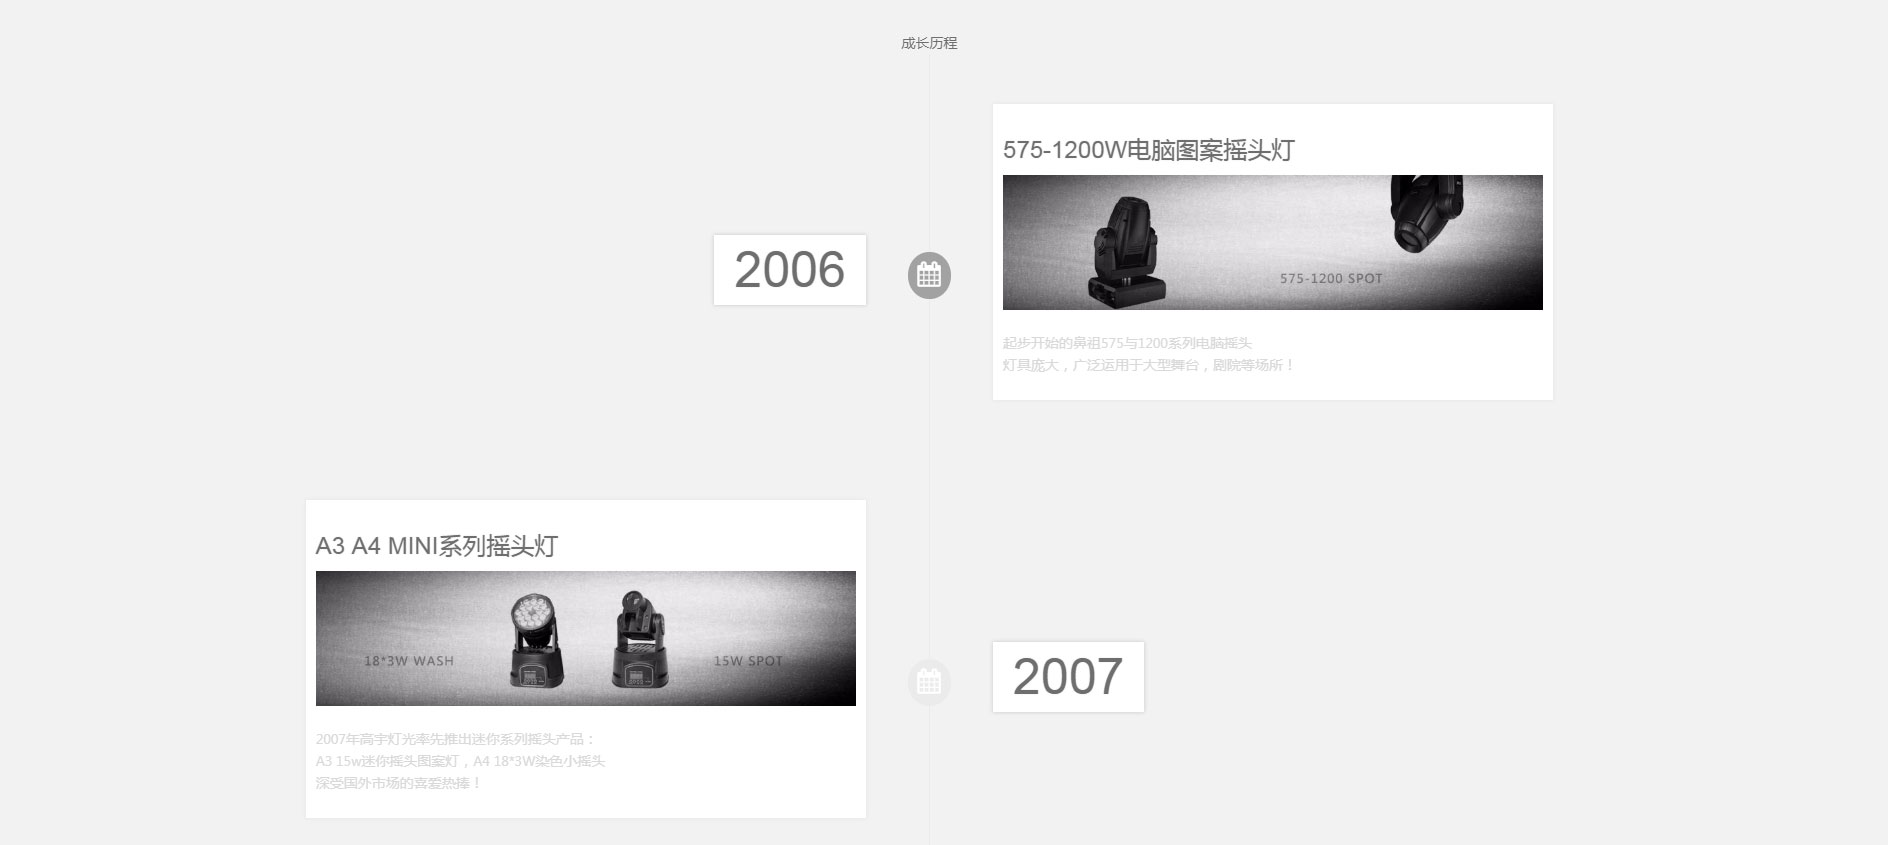 成长历程
575-1200W电脑图案摇头灯
575-1200 SPOT
2006
起步开始的鼻祖575与1200系列电脑摇头
灯具庞大，广泛运用于大型舞台，剧院等场所！
A3 A4 MINI系列摇头灯
18*3W WASH
15W SPOT
2007
2007年高宇灯光率先推出迷你系列摇头产品：
A3 15w迷你摇头图案灯，A4 18*3W染色小摇头
深受国外市场的喜爱热捧！